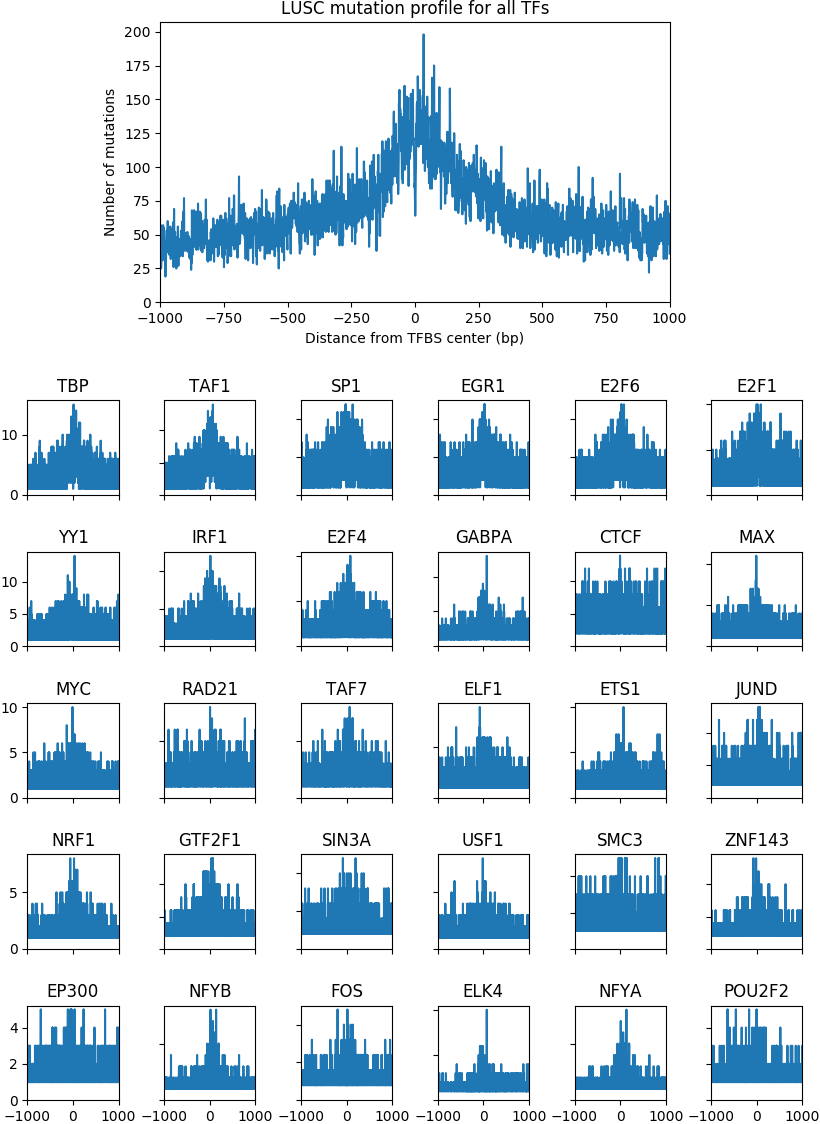 LUSC mutation profile for all TFs
200
175
150
125
100
75
50
25
0
Number of mutations
−1000 −750 −500 −250 0 250 500 750 1000
Distance from TFBS center (bp)
TBP TAF1 SP1 EGR1 E2F6 E2F1
10
0
YY1 IRF1 E2F4 GABPA CTCF MAX
10
5
0
MYC RAD21 TAF7 ELF1 ETS1 JUND
10
5
0
NRF1 GTF2F1 SIN3A USF1 SMC3 ZNF143
5
0
EP300 NFYB FOS ELK4 NFYA POU2F2
4
2
0
−1000 0 1000 −1000 0 1000 −1000 0 1000 −1000 0 1000 −1000 0 1000 −1000 0 1000